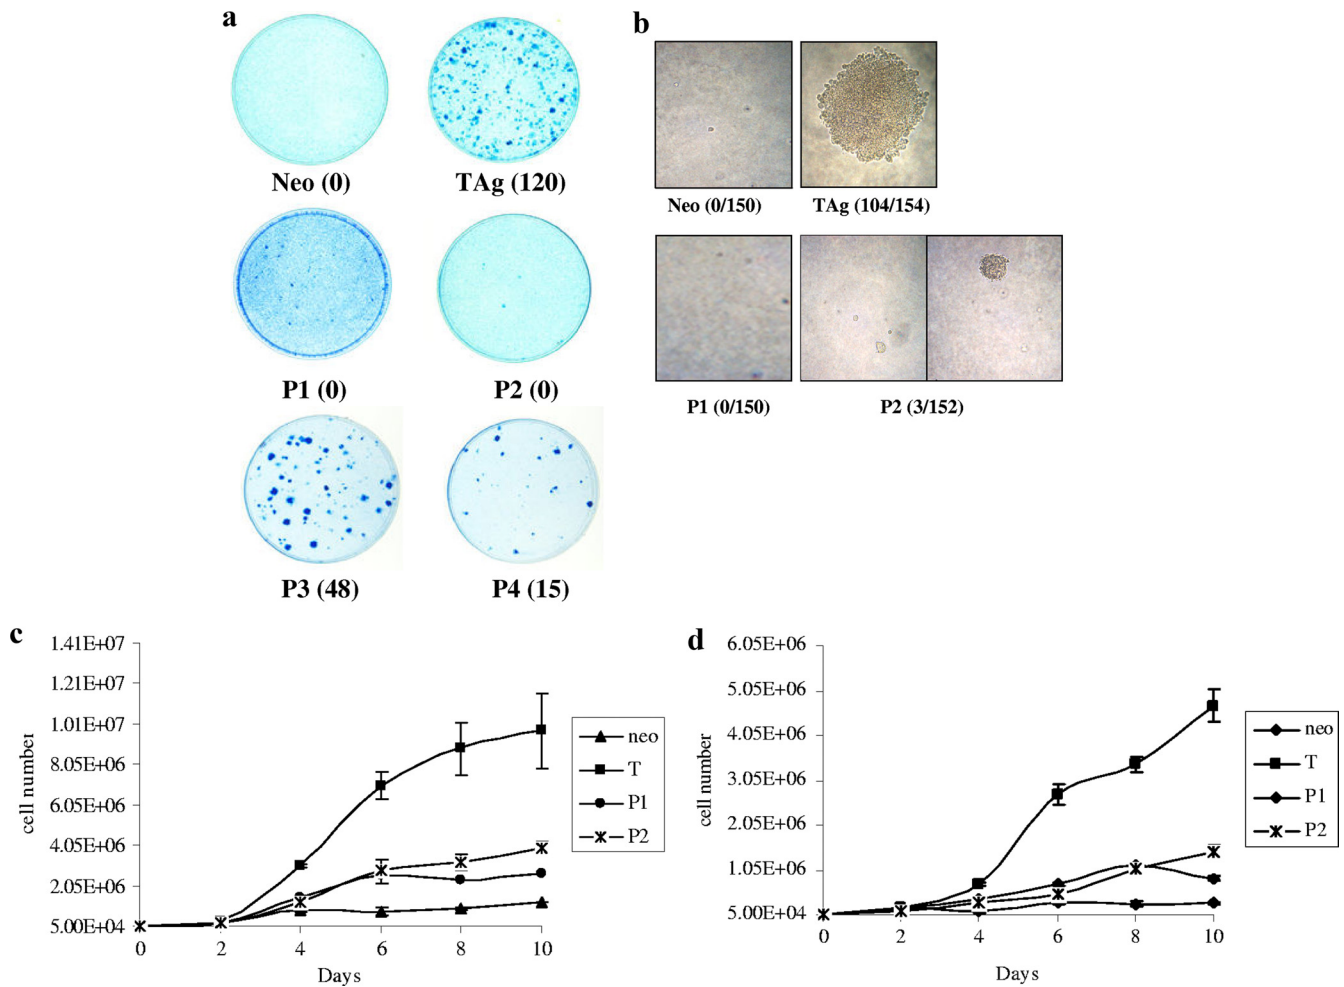 a
Neo (0)
TAg (120)
P1 (0)
P2 (0)
P3 (48)
P4 (15)
b
Neo (0/150)
TAg (104/154)
P1 (0/150)
P2 (3/152)
c
1.41E+07
1.21E+07
1.01E+07
8.05E+06
6.05E+06
4.05E+06
2.05E+06
5.00E+04
cell number
0 2 4 6 8 10
Days
neo
T
P1
P2
d
6.05E+06
5.05E+06
4.05E+06
3.05E+06
2.05E+06
1.05E+06
5.00E+04
cell number
0 2 4 6 8 10
Days
neo
T
P1
P2